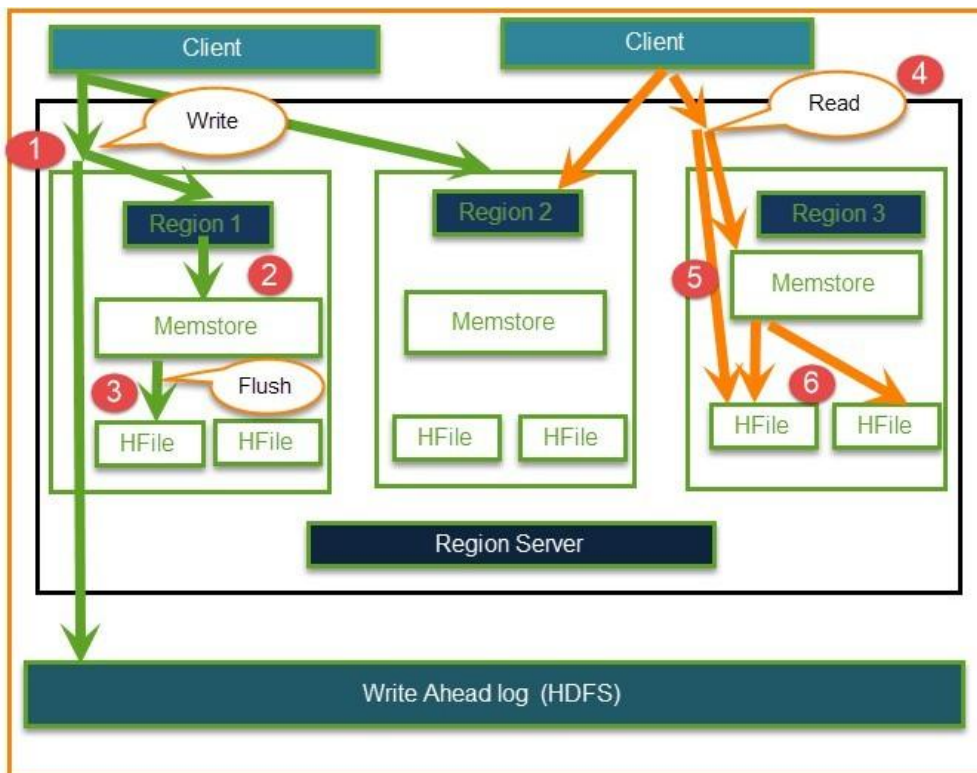 Client
Client
4
Read
Write
1
Region 1
Region 2
Region 3
2
5
Memstore
Memstore
Memstore
3
Flush
6
HFile
HFile
HFile
HFile
HFile
HFile
Region Server
Write Ahead log (HDFS)